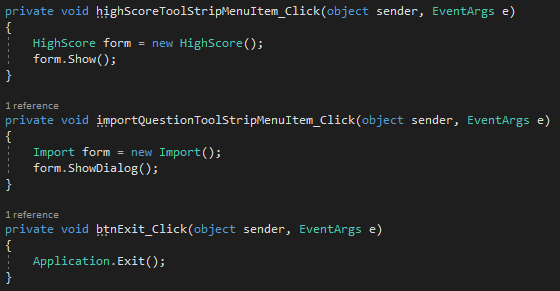 private void highScoreToolStripMenuItem_Click(object sender, EventArgs e)
{
HighScore form = new HighScore();
form.Show();
}
1 reference
private void importQuestionToolStripMenuItem_Click(object sender, EventArgs e)
{
Import form = new Import();
form.ShowDialog();
}
1 reference
private void btnExit_Click(object sender, EventArgs e)
{
Application.Exit();
}